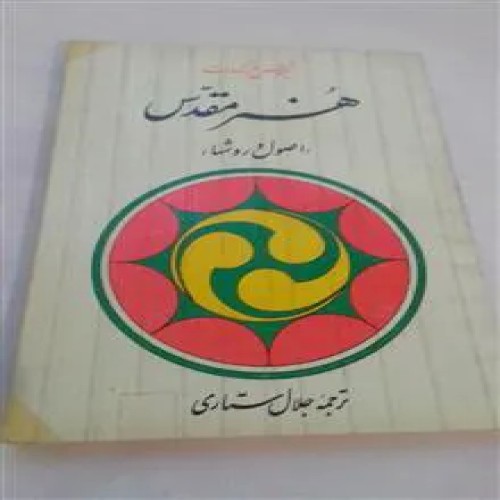 هنر مقدس
(اصول و روشها)
ترجمهٔ جلال ستاری